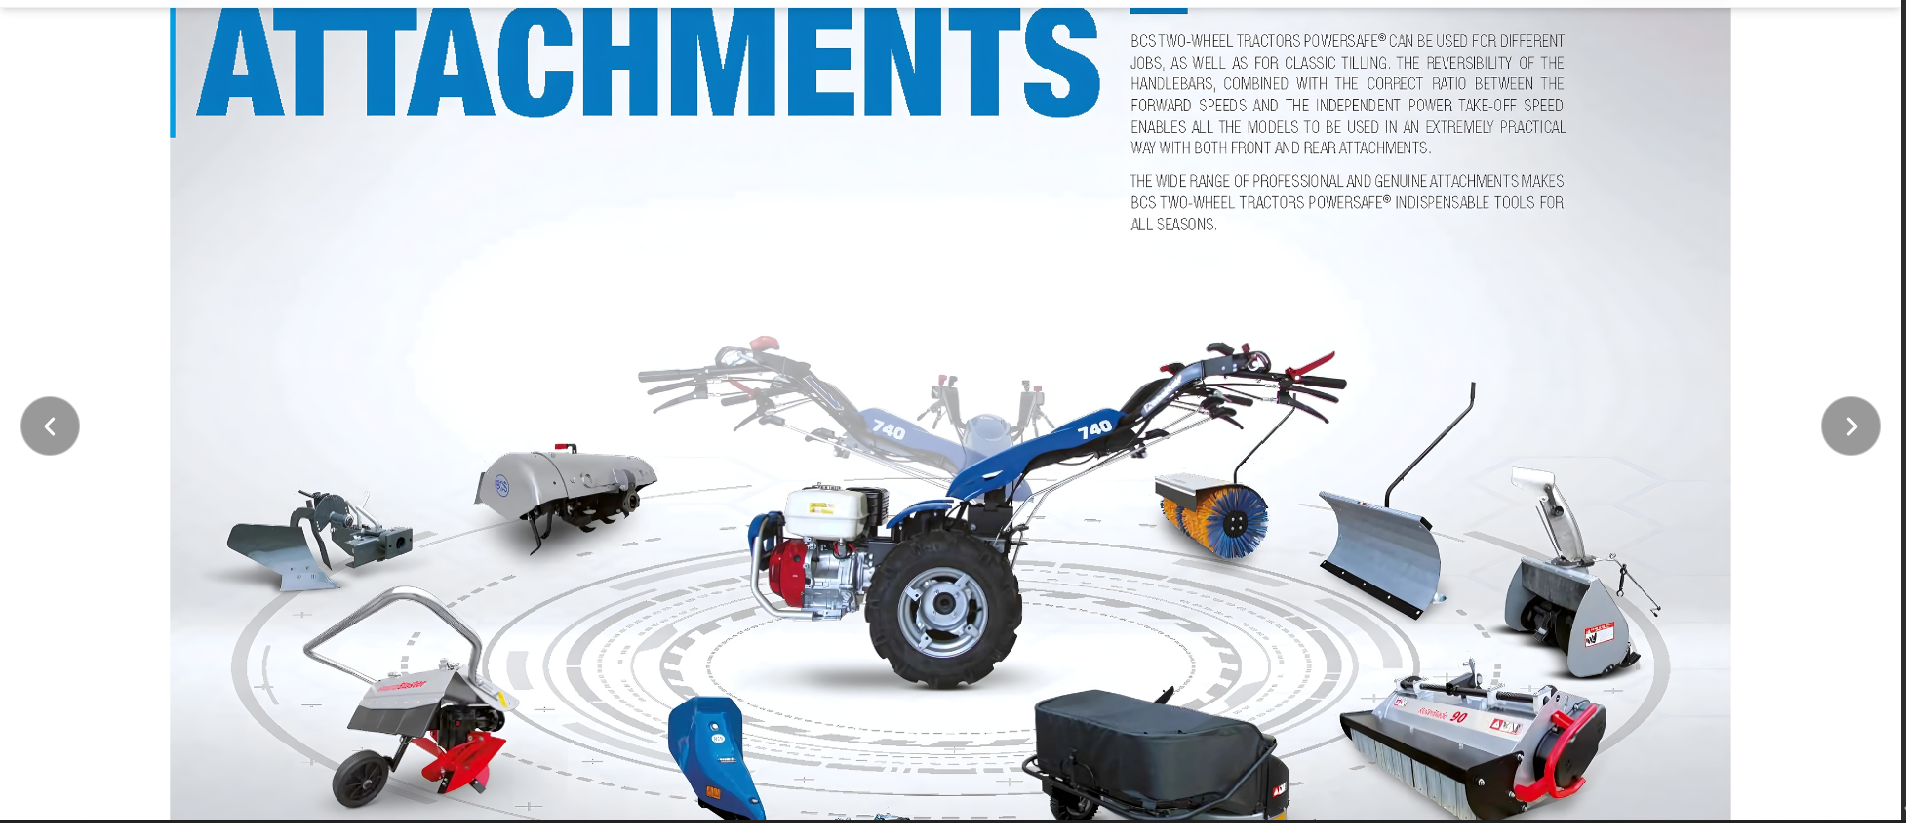 ATTACHMENTS
BCS TWO-WHEEL TRACTORS POWERSAFE® CAN BE USED FOR DIFFERENT
JOBS, AS WELL AS FOR CLASSIC TILLING. THE REVERSIBILITY OF THE
HANDLEBARS, COMBINED WITH THE CORRECT RATIO BETWEEN THE
FORWARD SPEEDS AND THE INDEPENDENT POWER TAKE-OFF SPEED
ENABLES ALL THE MODELS TO BE USED IN AN EXTREMELY PRACTICAL
WAY WITH BOTH FRONT AND REAR ATTACHMENTS.
THE WIDE RANGE OF PROFESSIONAL AND GENUINE ATTACHMENTS MAKES
BCS TWO-WHEEL TRACTORS POWERSAFE® INDISPENSABLE TOOLS FOR
ALL SEASONS.
740
740
BCS
90